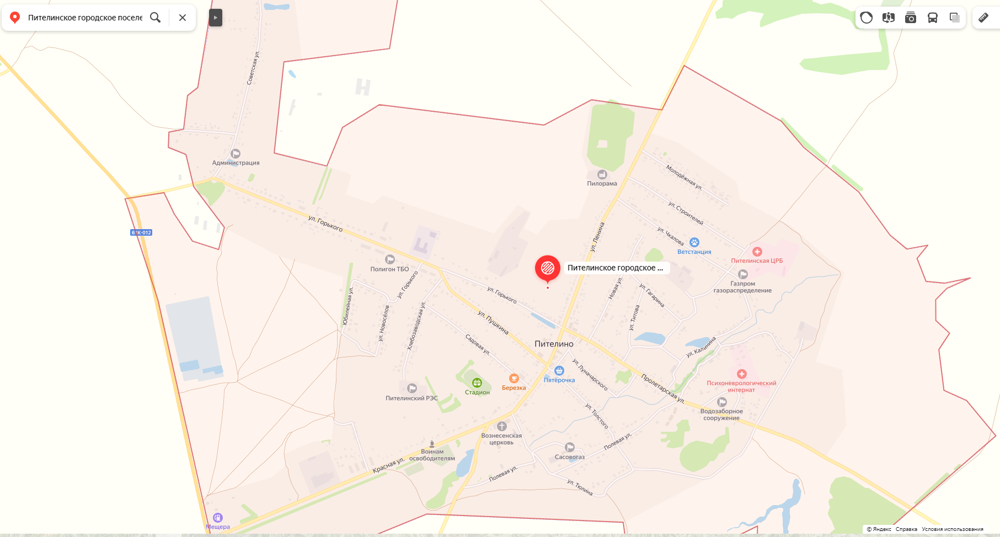 Пителинское городское поселе
Советская ул.
Администрация
61К-012
ул. Горького
Полигон ТБО
ул. Горького
Юбилейная ул.
ул. Новосёлов
Хлебозаводская ул.
ул. Горького
ул. Пушкина
Садовая ул.
Пителинский РЭС
Стадион
Березка
Пятёрочка
Пителино
Пителинское городское ...
Пилорама
ул. Ленина
Молодёжная ул.
ул. Строителей
ул. Чкалова
Ветстанция
Пителинская ЦРБ
Газпром
газораспределение
Новая ул.
ул. Гагарина
ул. Титова
ул. Калинина
ул. Луначарского
Пролетарская ул.
Психоневрологический
интернат
Водозаборное
сооружение
ул. Толстого
Полевая ул.
Вознесенская
церковь
Воинам
освободителям
Красная ул.
Сасовогаз
Полевая ул.
ул. Тюлина
Мещера
© Яндекс Справка Условия использования